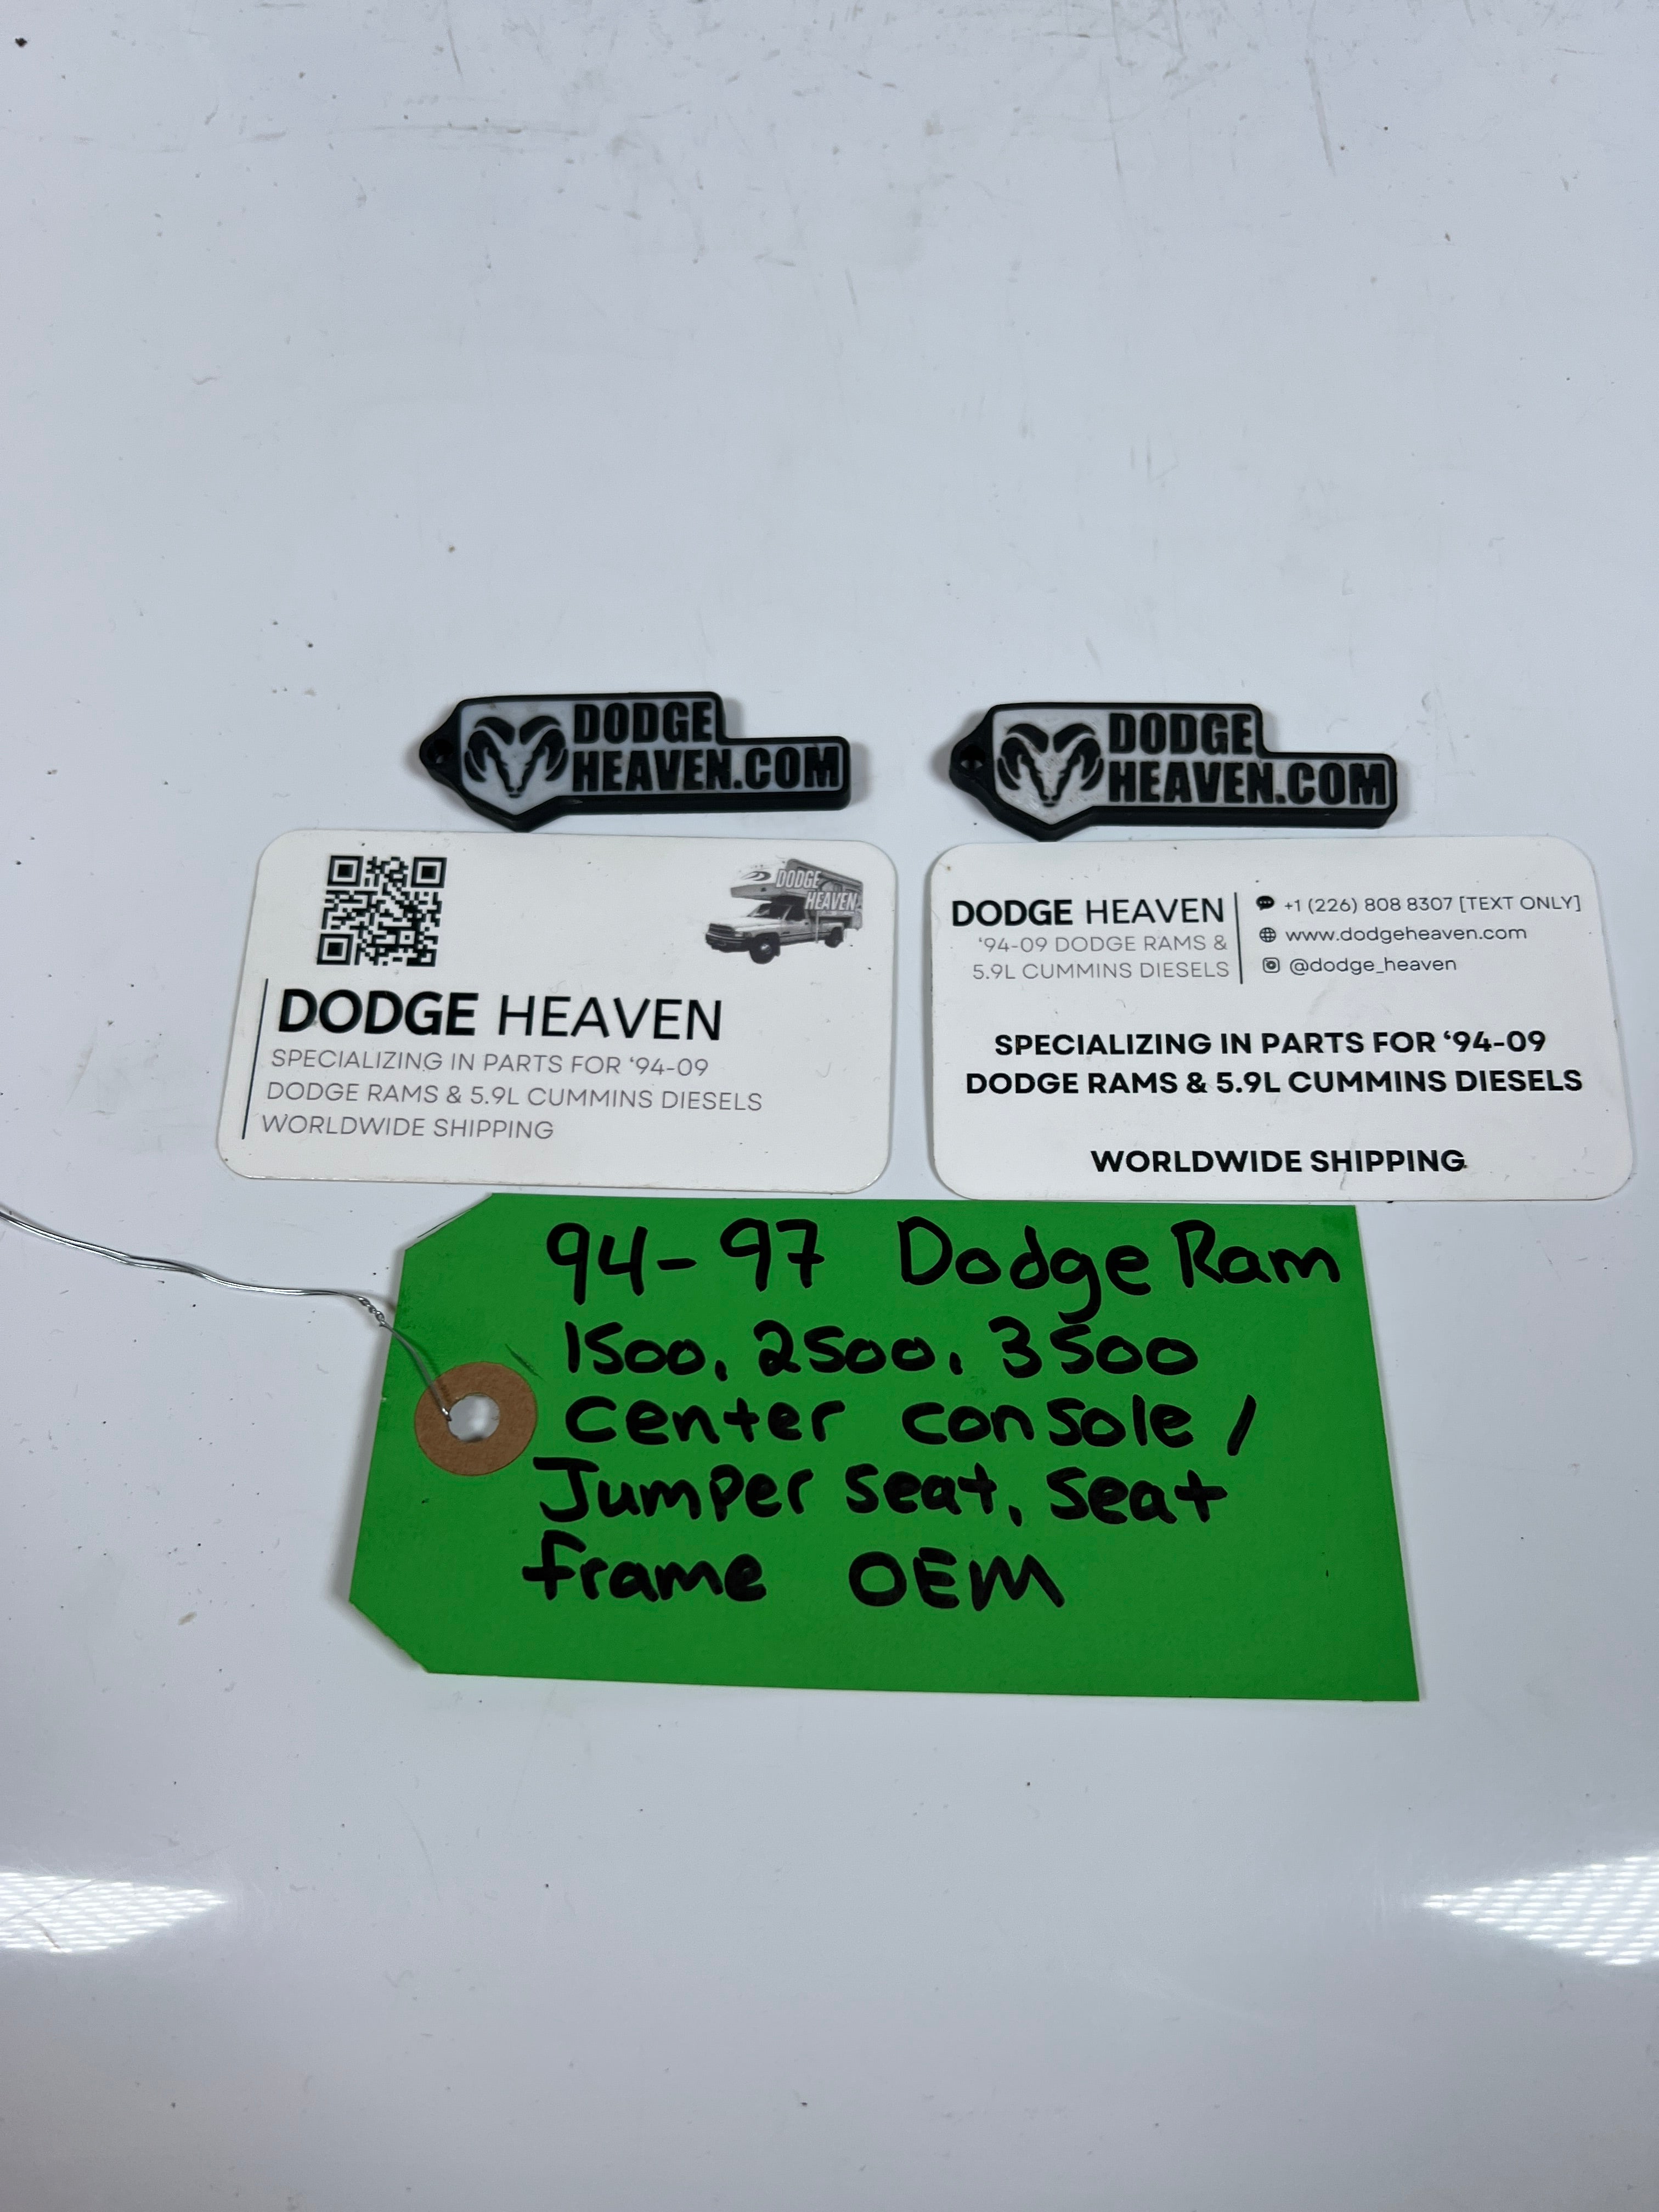 DODGE
HEAVEN.COM
DODGE
HEAVEN.COM
DODGE
HEAVEN
DODGE HEAVEN
SPECIALIZING IN PARTS FOR ‘94-09
DODGE RAMS & 5.9L CUMMINS DIESELS
WORLDWIDE SHIPPING
DODGE HEAVEN
‘94-09 DODGE RAMS &
5.9L CUMMINS DIESELS
+1 (226) 808 8307 [TEXT ONLY]
www.dodgeheaven.com
@dodge_heaven
SPECIALIZING IN PARTS FOR ‘94-09
DODGE RAMS & 5.9L CUMMINS DIESELS
WORLDWIDE SHIPPING
94-97 Dodge Ram
1500, 2500, 3500
Center console /
Jumper seat, seat
frame OEM